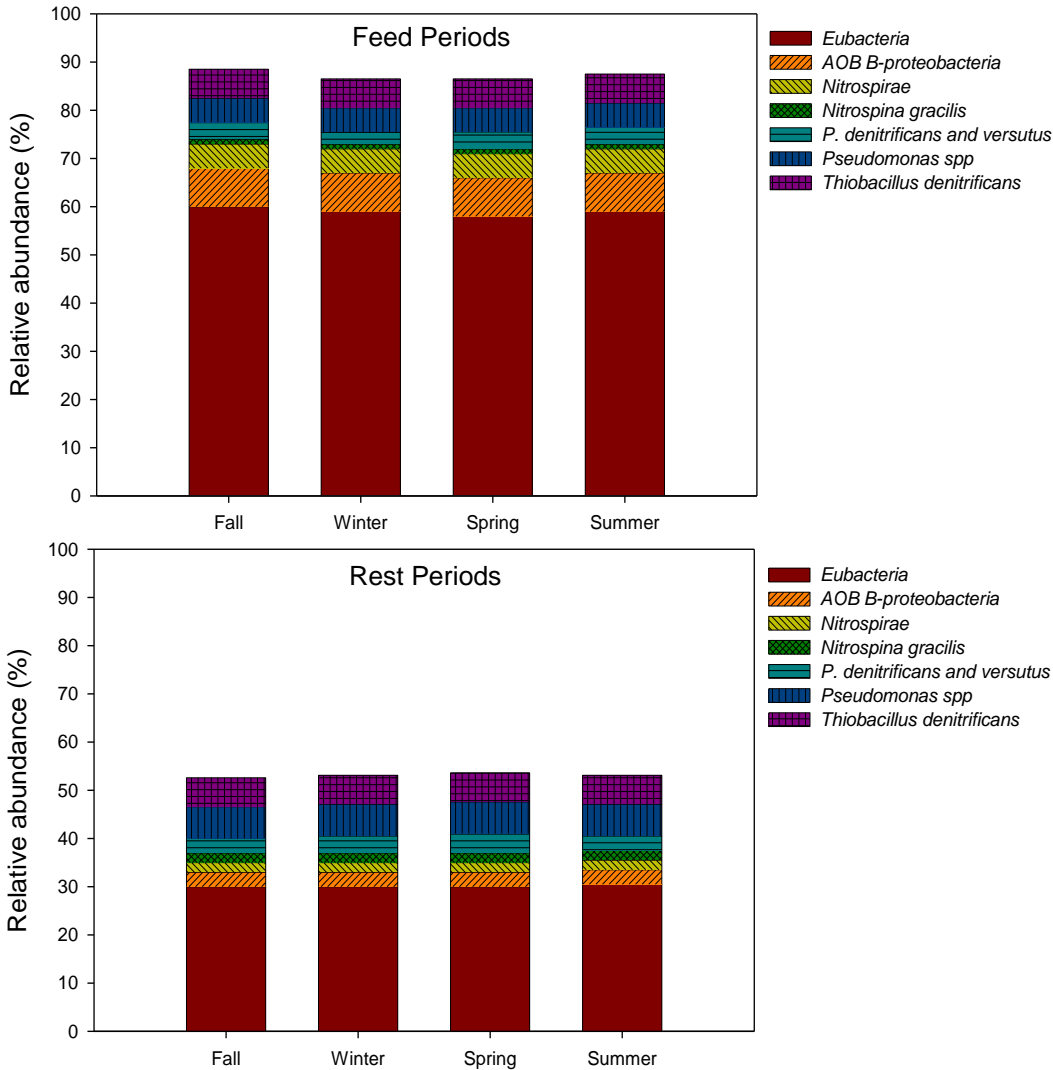 Feed Periods
Relative abundance (%)
100
90
80
70
60
50
40
30
20
10
0
Fall Winter Spring Summer
Eubacteria
AOB B-proteobacteria
Nitrospirae
Nitrospina gracilis
P. denitrificans and versutus
Pseudomonas spp
Thiobacillus denitrificans
Rest Periods
Relative abundance (%)
100
90
80
70
60
50
40
30
20
10
0
Fall Winter Spring Summer
Eubacteria
AOB B-proteobacteria
Nitrospirae
Nitrospina gracilis
P. denitrificans and versutus
Pseudomonas spp
Thiobacillus denitrificans